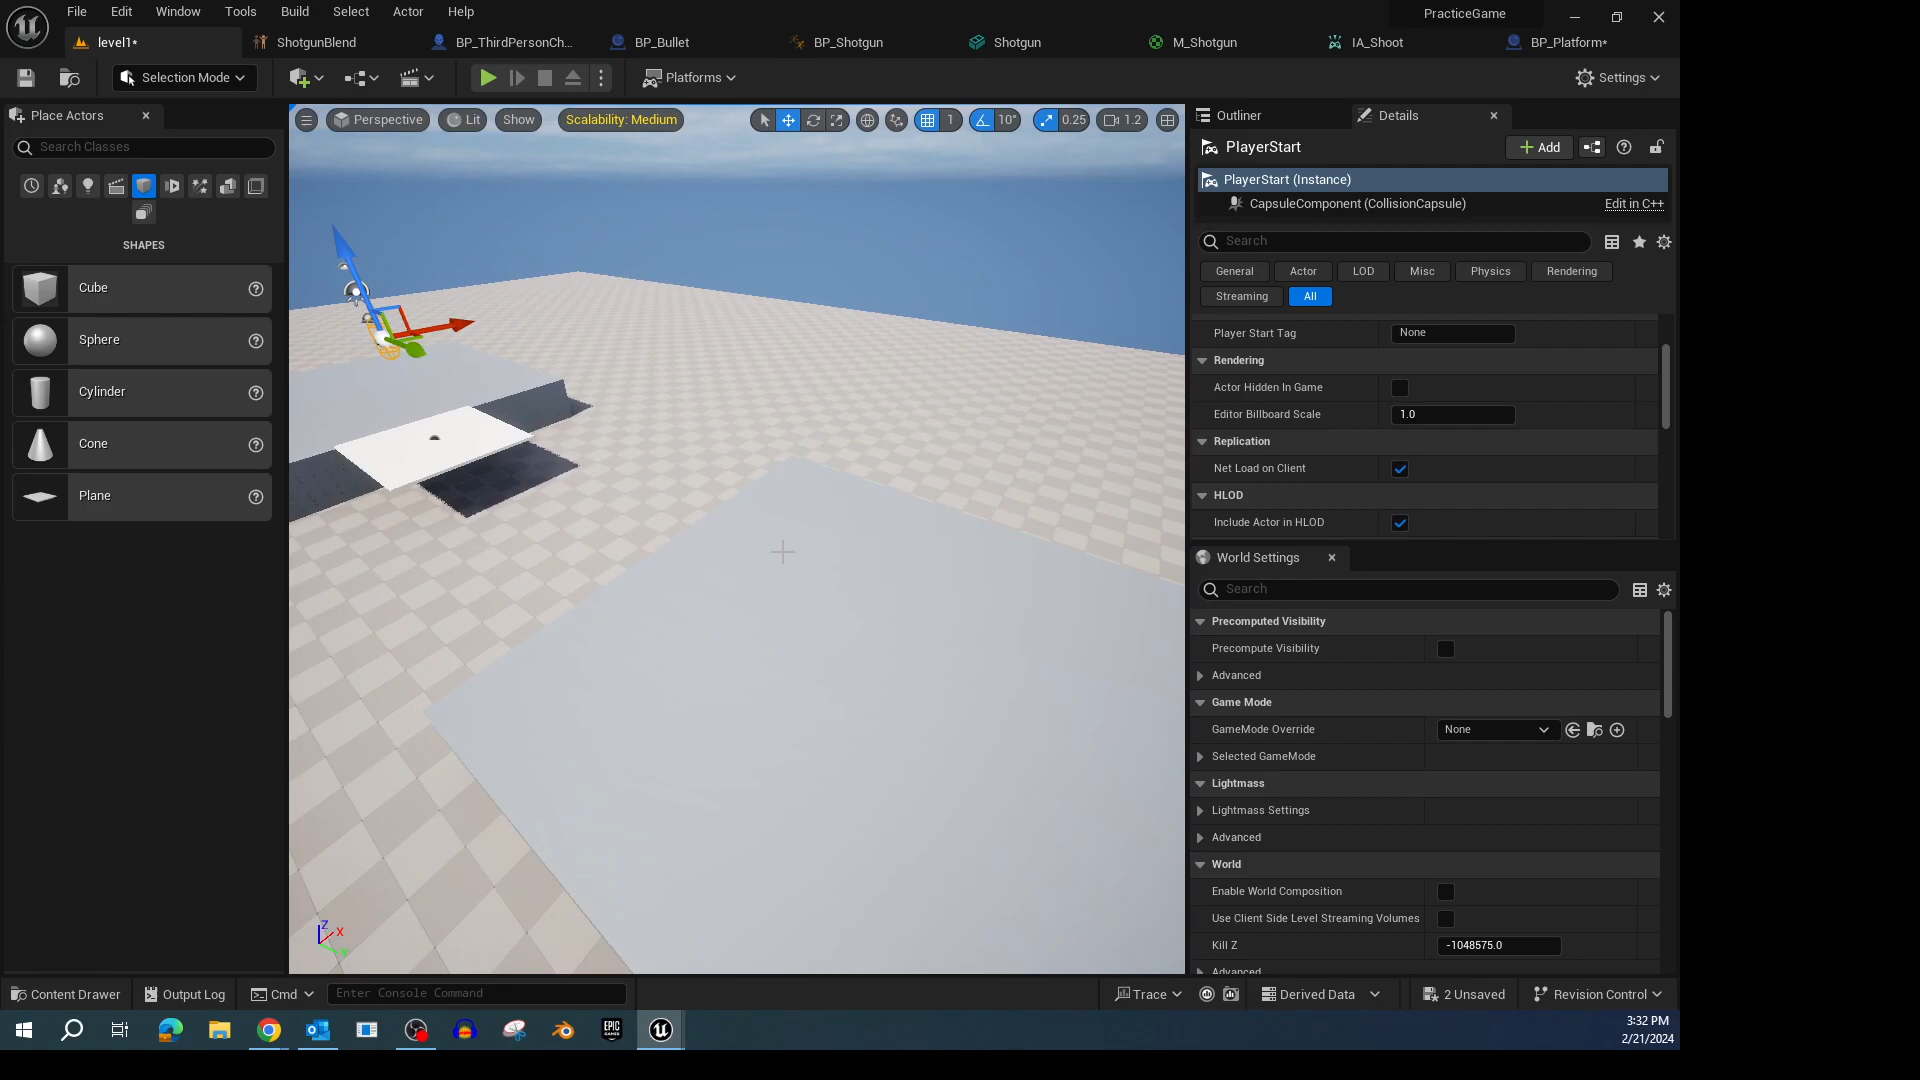 File Edit Window Tools Build Select Actor Help PracticeGame
level1* ShotgunBlend BP_ThirdPersonCh... BP_Bullet BP_Shotgun Shotgun M_Shotgun IA_Shoot BP_Platform*
Selection Mode Platforms Settings
Place Actors
Search Classes
SHAPES
Cube
Sphere
Cylinder
Cone
Plane
Perspective Lit Show Scalability: Medium 1 10° 0.25 1.2
Z X Y
Outliner Details
PlayerStart Add
PlayerStart (Instance)
CapsuleComponent (CollisionCapsule) Edit in C++
Search
General Actor LOD Misc Physics Rendering
Streaming All
Player Start Tag None
Rendering
Actor Hidden In Game
Editor Billboard Scale 1.0
Replication
Net Load on Client
HLOD
Include Actor in HLOD
World Settings
Search
Precomputed Visibility
Precompute Visibility
Advanced
Game Mode
GameMode Override None
Selected GameMode
Lightmass
Lightmass Settings
Advanced
World
Enable World Composition
Use Client Side Level Streaming Volumes
Kill Z -1048575.0
Advanced
Content Drawer Output Log Cmd Enter Console Command Trace Derived Data 2 Unsaved Revision Control
EPIC GAMES
3:32 PM
2/21/2024